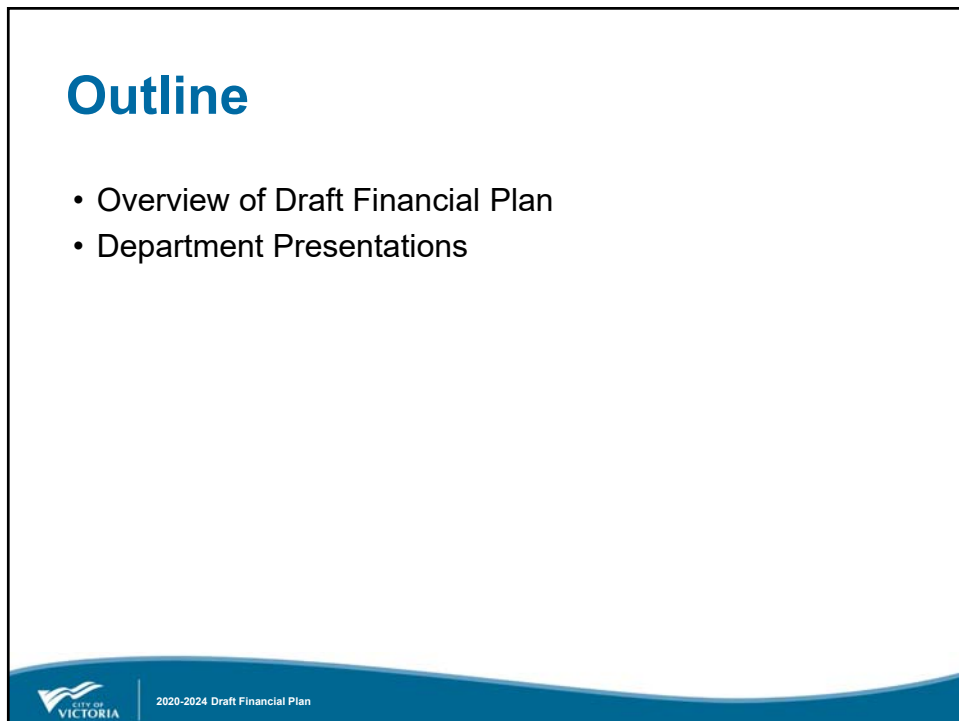 Outline
• Overview of Draft Financial Plan
• Department Presentations
CITY OF
VICTORIA
2020-2024 Draft Financial Plan